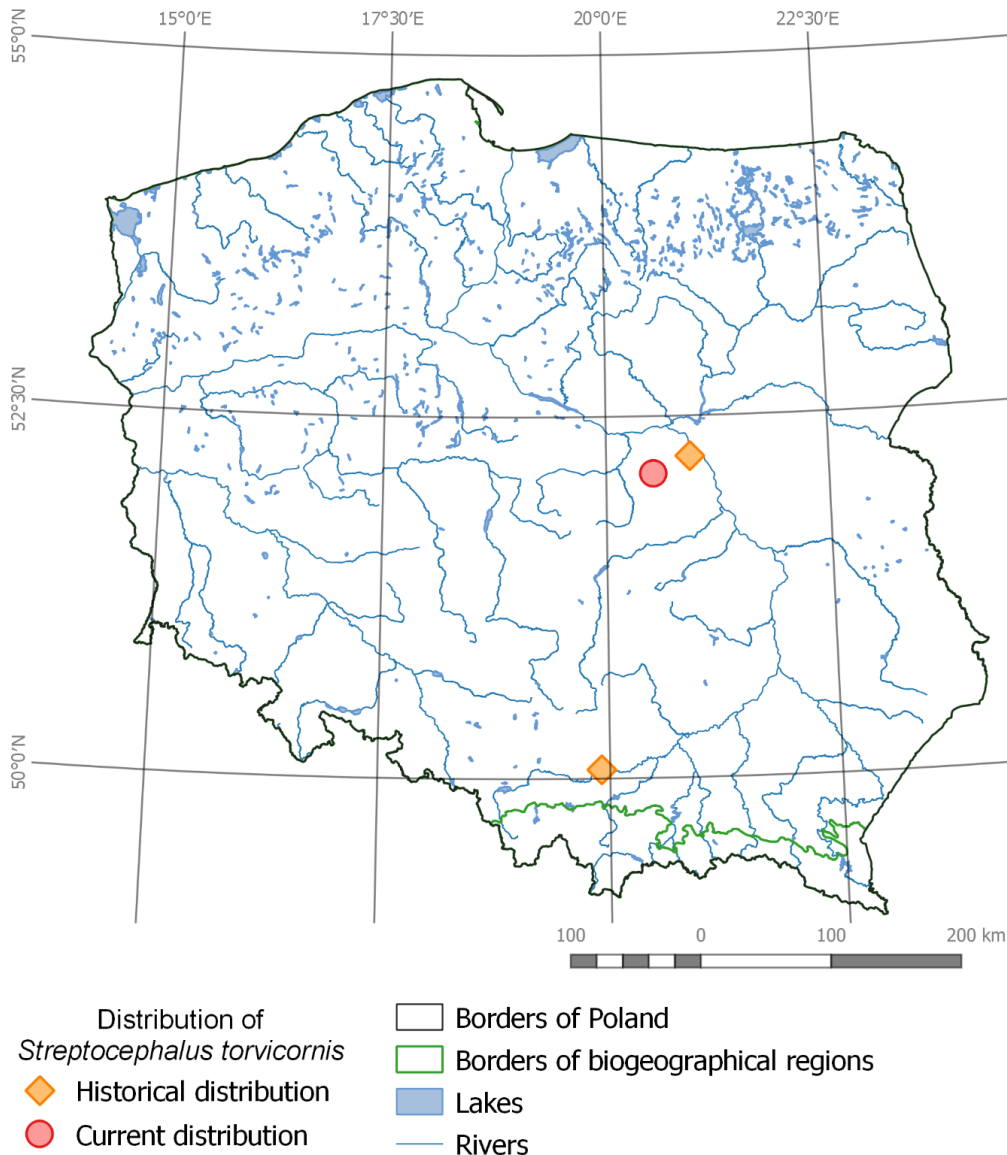 15°0′E 17°30′E 20°0′E 22°30′E
55°0′N
52°30′N
50°0′N
100 0 100 200 km
Distribution of
Streptocephalus torvicornis
Historical distribution
Current distribution
Borders of Poland
Borders of biogeographical regions
Lakes
Rivers